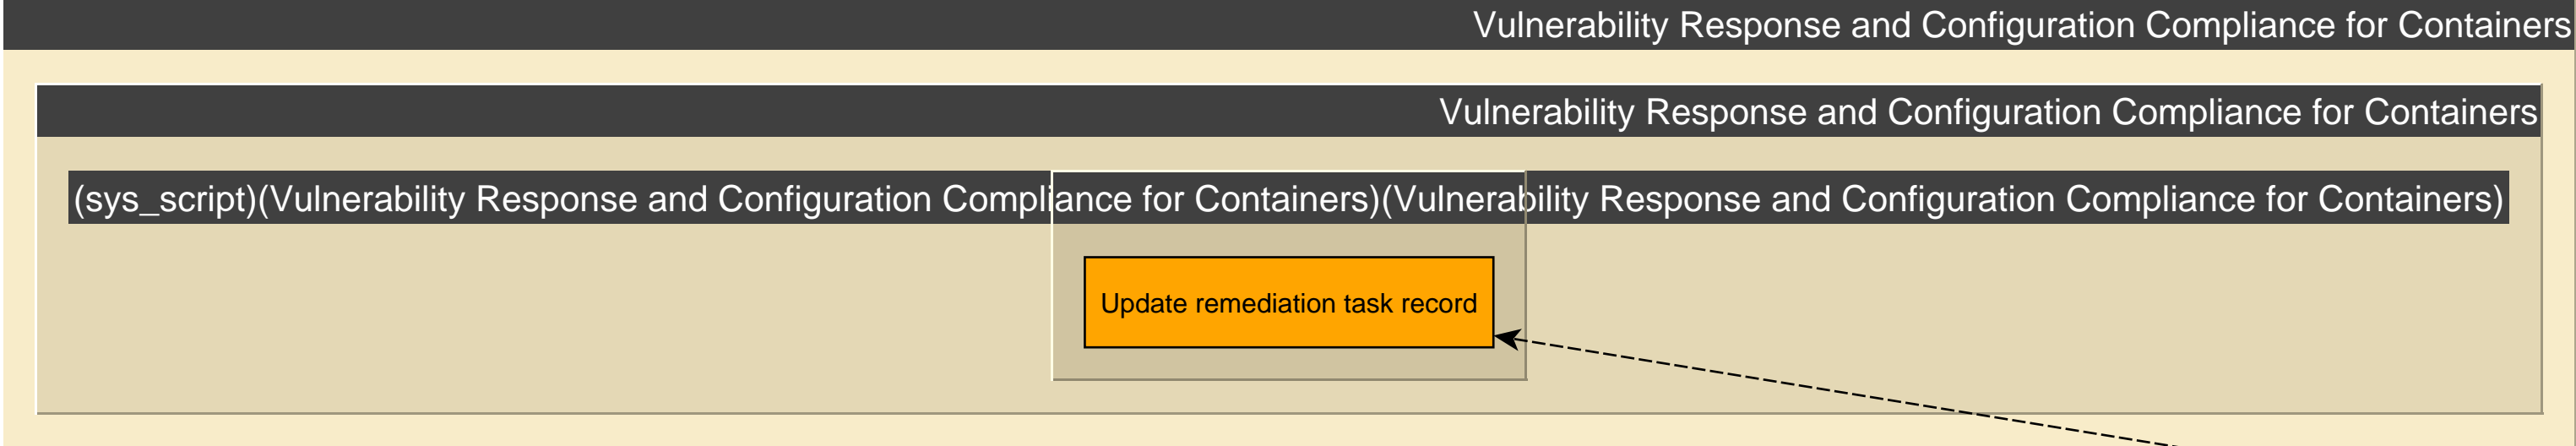 Vulnerability Response and Configuration Compliance for Containers
Vulnerability Response and Configuration Compliance for Containers
(sys_script)(Vulnerability Response and Configuration Compliance for Containers)(Vulnerability Response and Configuration Compliance for Containers)
Update remediation task record